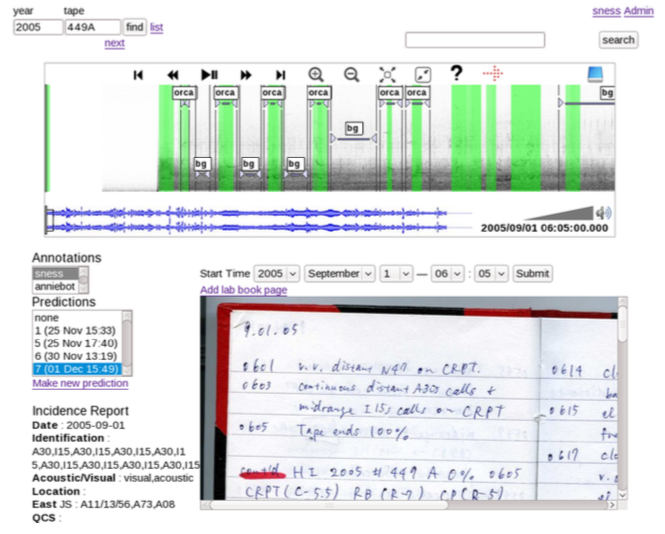 year tape
2005 449A find list
sness Admin
next
search
orca orca orca orca orca orca bg
bg
bg bg bg
2005/09/01 06:05:00.000
Annotations
sness
anniebot
Start Time 2005 September 1 — 06 : 05 Submit
Add lab book page
Predictions
none
1 (25 Nov 15:33)
5 (25 Nov 17:40)
6 (30 Nov 13:19)
7 (01 Dec 15:49)
Make new prediction
Incidence Report
Date : 2005-09-01
Identification :
A30,I15,A30,I15,A30,I15,A30,I1
5,A30,I15,A30,I15,A30,I15,A30,I15
Acoustic/Visual : visual,acoustic
Location :
East JS : A11/13/56,A73,A08
QCS :
9.01.05
0601 v.v. distant N47 on CRPT.
0603 continuous distant A30s calls +
midrange I15s calls on CRPT
0605 Tape ends 100%
cont'd HI 2005 # 449 A 0% 0605
CRPT (C-5.5) RB (R-7) CP (R-5)
0614
0615
0617